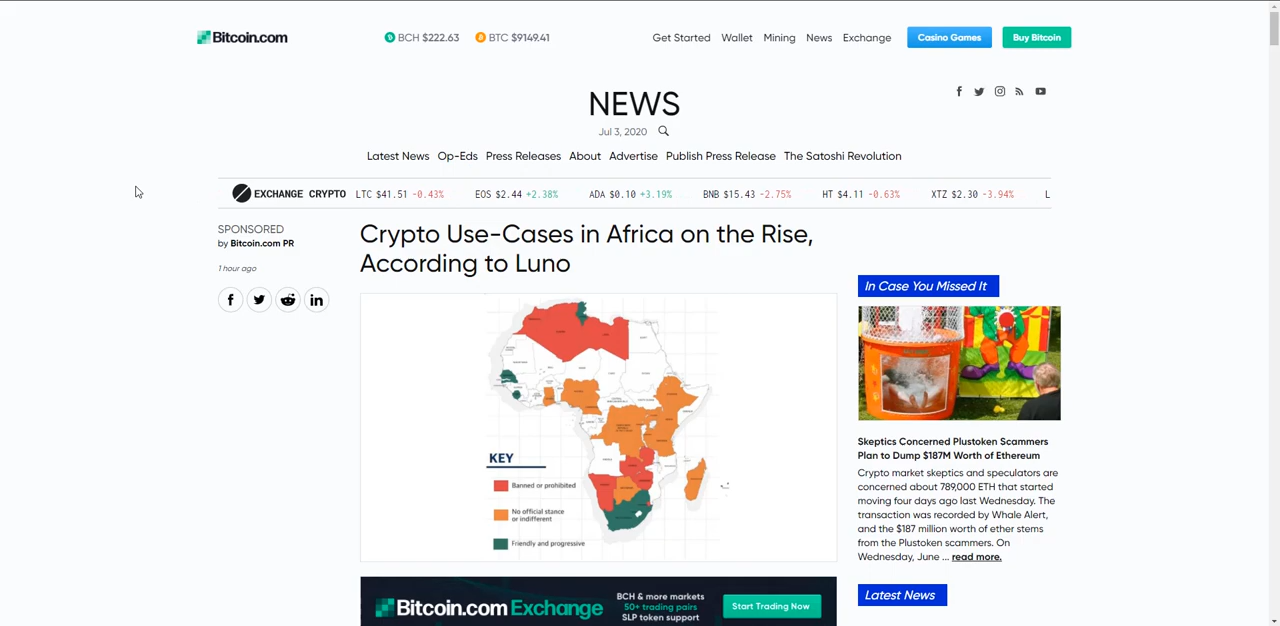 Bitcoin.com
BCH $222.63
BTC $9149.41
Get Started
Wallet
Mining
News
Exchange
Casino Games
Buy Bitcoin
NEWS
Jul 3, 2020
Latest News
Op-Eds
Press Releases
About
Advertise
Publish Press Release
The Satoshi Revolution
EXCHANGE CRYPTO
LTC $41.51 -0.43%
EOS $2.44 +2.38%
ADA $0.10 +3.19%
BNB $15.43 -2.75%
HT $4.11 -0.63%
XTZ $2.30 -3.94%
L
SPONSORED
by Bitcoin.com PR
1 hour ago
Crypto Use-Cases in Africa on the Rise,
According to Luno
KEY
Banned or prohibited
No official stance
or indifferent
Friendly and progressive
Bitcoin.com Exchange
BCH & more markets
50+ trading pairs
SLP token support
Start Trading Now
In Case You Missed It
Skeptics Concerned Plustoken Scammers
Plan to Dump $187M Worth of Ethereum
Crypto market skeptics and speculators are
concerned about 789,000 ETH that started
moving four days ago last Wednesday. The
transaction was recorded by Whale Alert,
and the $187 million worth of ether stems
from the Plustoken scammers. On
Wednesday, June ... read more.
Latest News